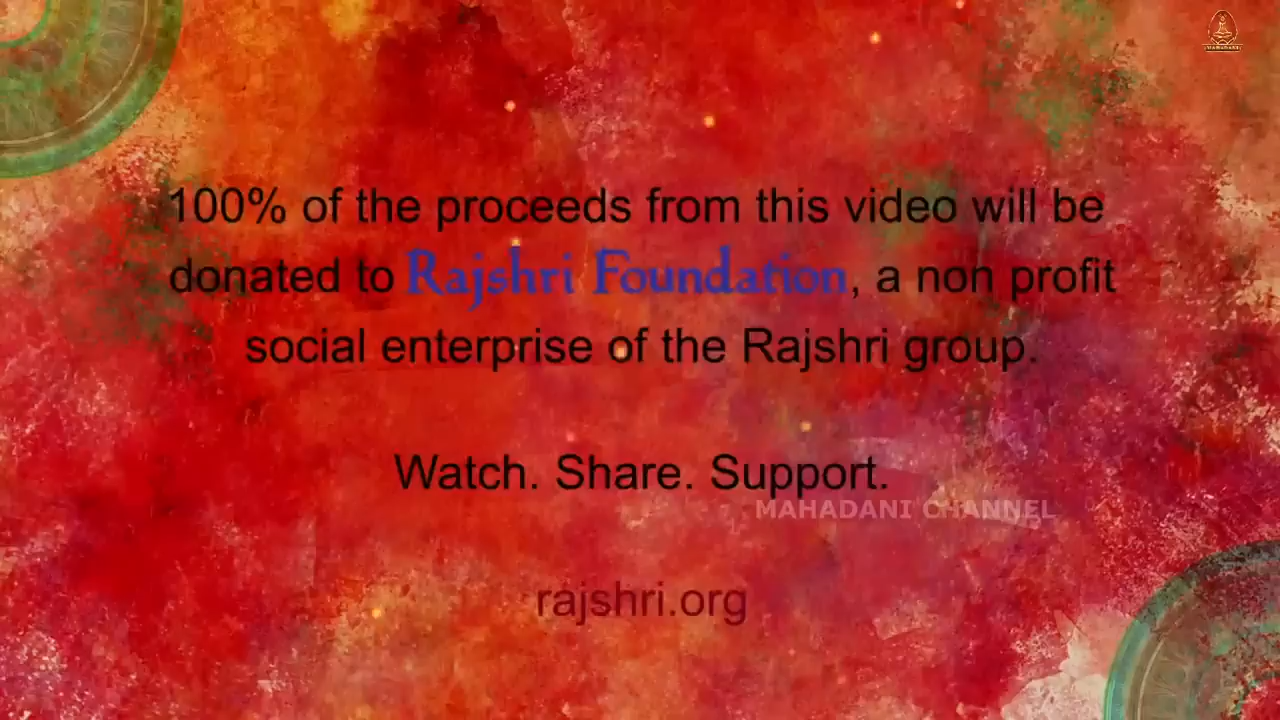 100% of the proceeds from this video will be
donated to Rajshri Foundation, a non profit
social enterprise of the Rajshri group.
Watch. Share. Support.
MAHADANI CHANNEL
rajshri.org